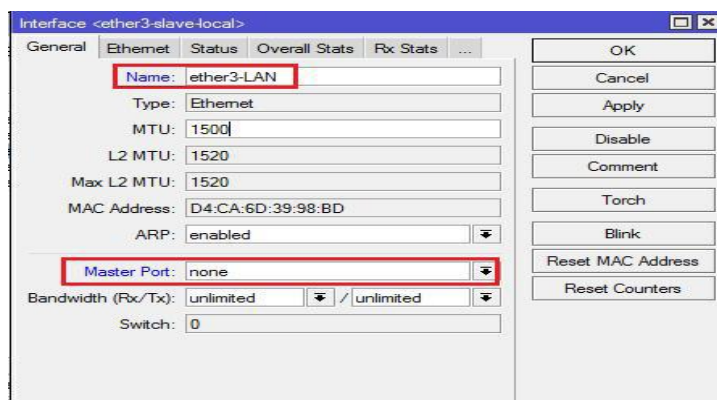 Interface <ether3-slave-local>
General Ethernet Status Overall Stats Rx Stats ...
Name: ether3-LAN
Type: Ethernet
MTU: 1500
L2 MTU: 1520
Max L2 MTU: 1520
MAC Address: D4:CA:6D:39:98:BD
ARP: enabled
Master Port: none
Bandwidth (Rx/Tx): unlimited / unlimited
Switch: 0
OK
Cancel
Apply
Disable
Comment
Torch
Blink
Reset MAC Address
Reset Counters